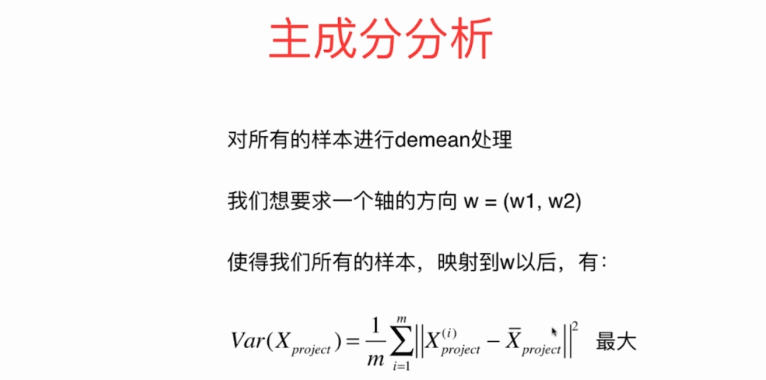 主成分分析
对所有的样本进行demean处理
我们想要求一个轴的方向 w = (w1, w2)
使得我们所有的样本，映射到w以后，有：
Var(X_{project}) = \frac{1}{m} \sum_{i=1}^{m} ||X_{project}^{(i)} - \bar{X}_{project}||^2 最大